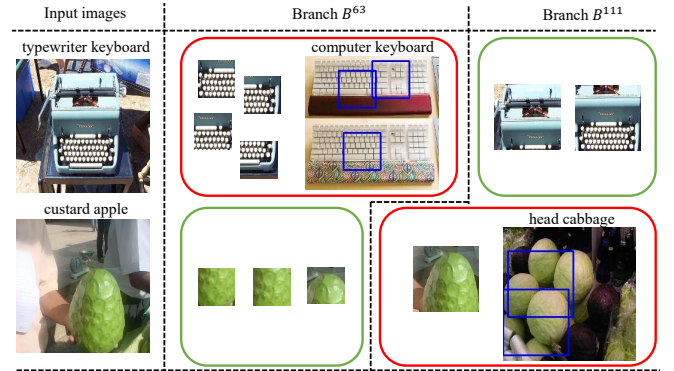 Input images
Branch B^63
Branch B^111
typewriter keyboard
computer keyboard
custard apple
head cabbage